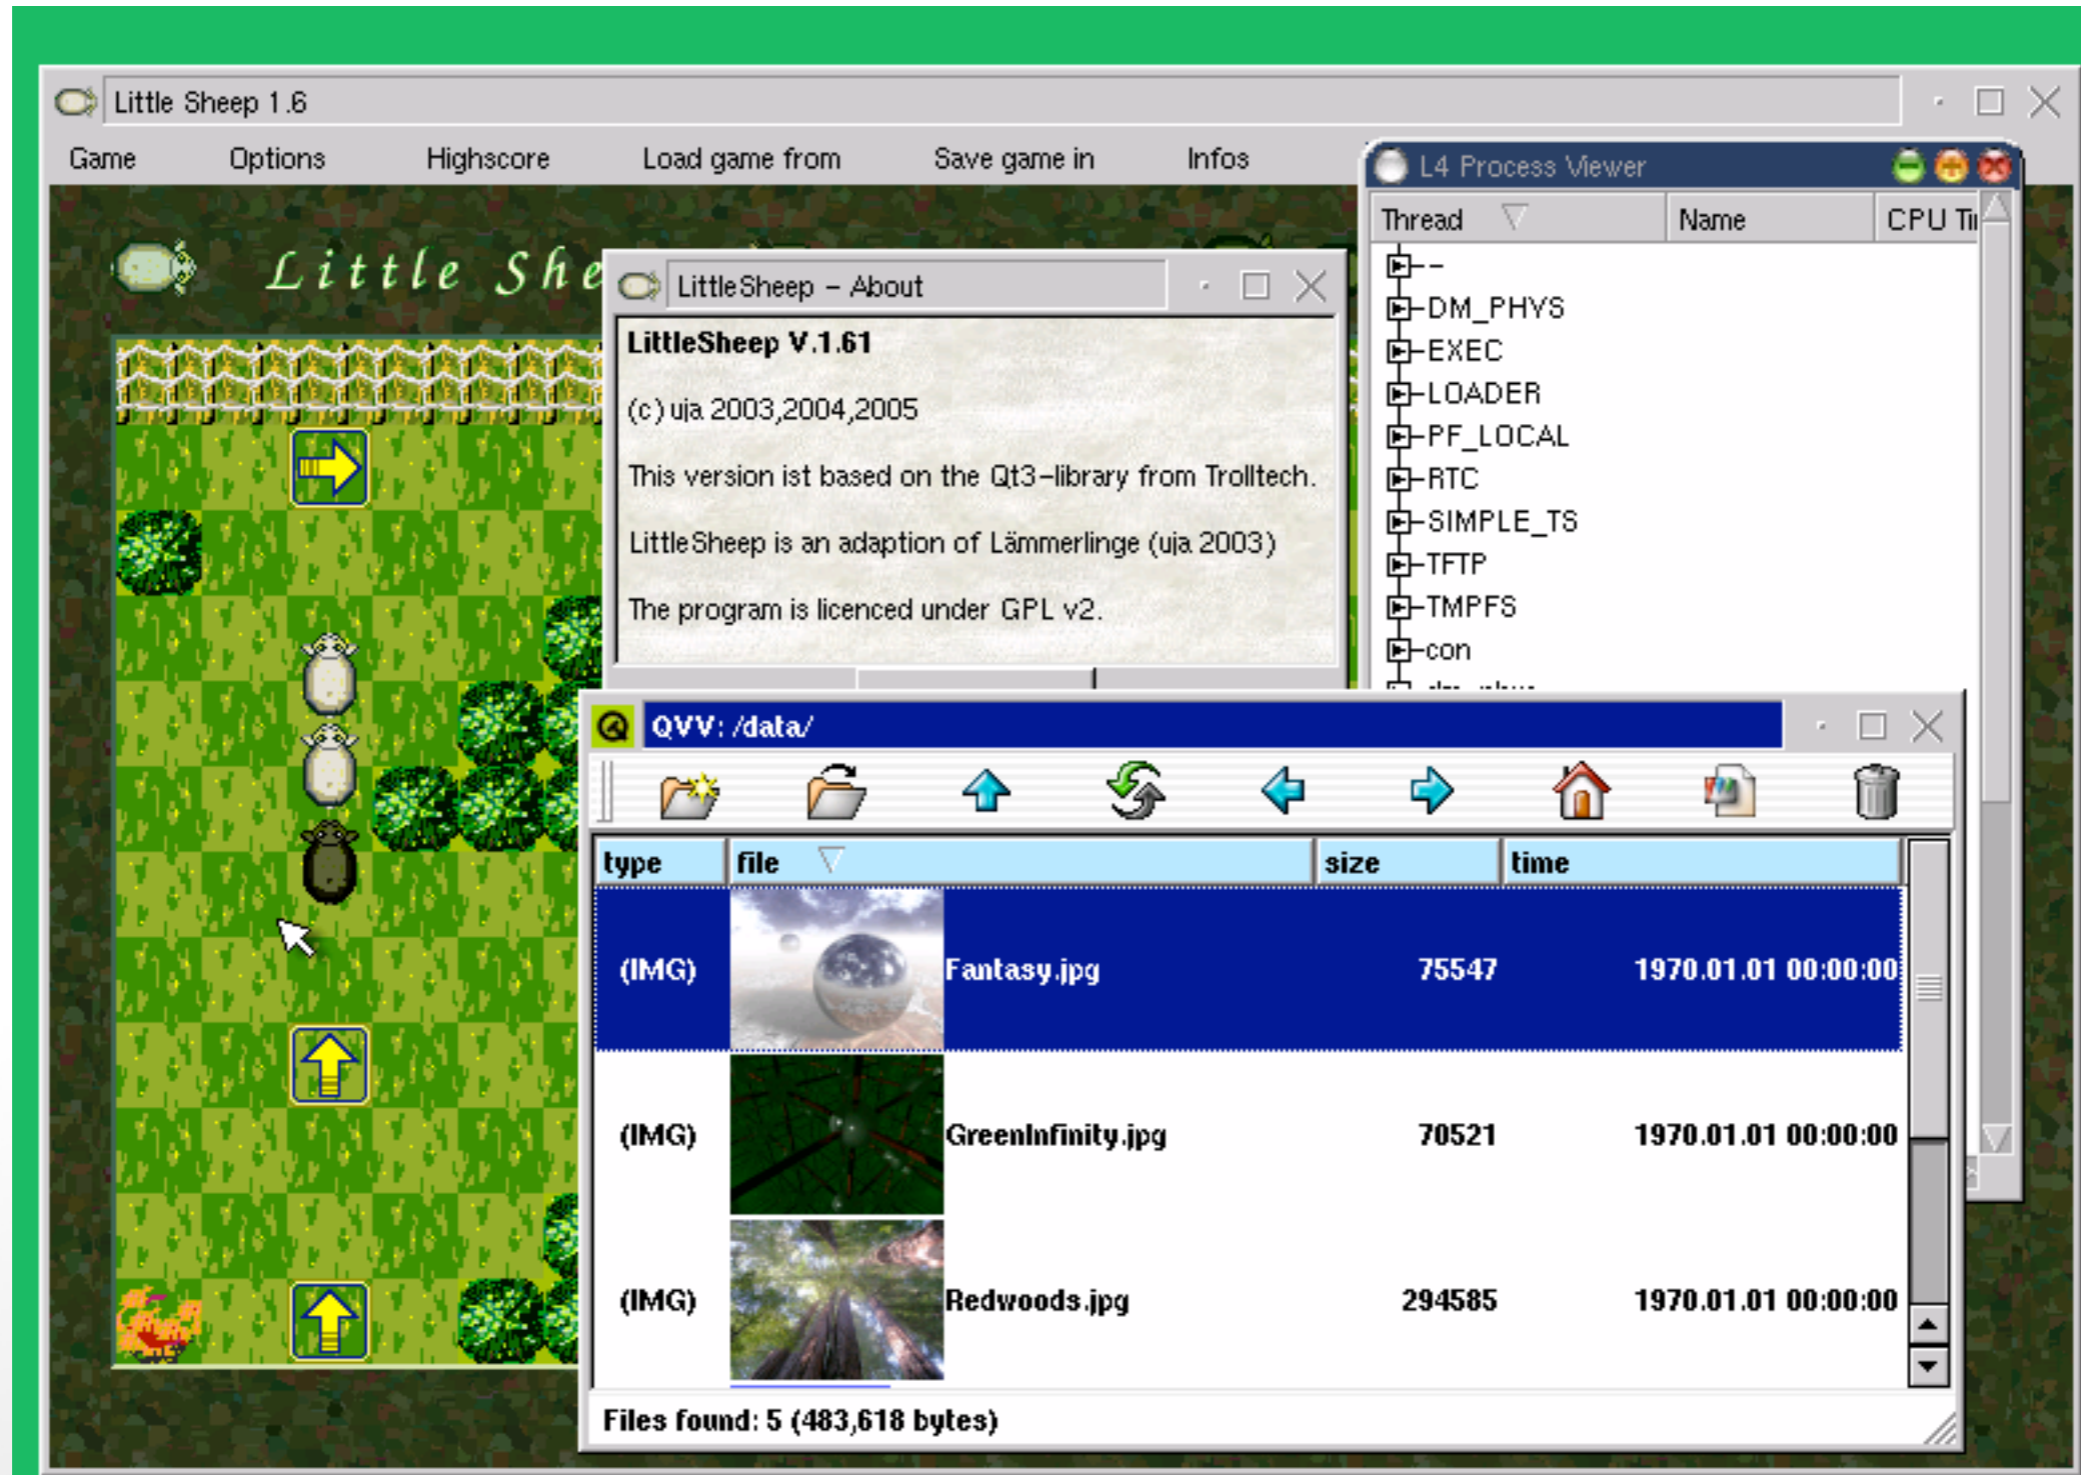 Little Sheep 1.6
Game Options Highscore Load game from Save game in Infos
Little She
LittleSheep – About
LittleSheep V.1.61
(c) uja 2003,2004,2005
This version ist based on the Qt3–library from Trolltech.
LittleSheep is an adaption of Lämmerlinge (uja 2003)
The program is licenced under GPL v2.
L4 Process Viewer
Thread Name CPU Ti
--
DM_PHYS
EXEC
LOADER
PF_LOCAL
RTC
SIMPLE_TS
TFTP
TMPFS
con
QVV: /data/
type file size time
(IMG) Fantasy.jpg 75547 1970.01.01 00:00:00
(IMG) GreenInfinity.jpg 70521 1970.01.01 00:00:00
(IMG) Redwoods.jpg 294585 1970.01.01 00:00:00
Files found: 5 (483,618 bytes)